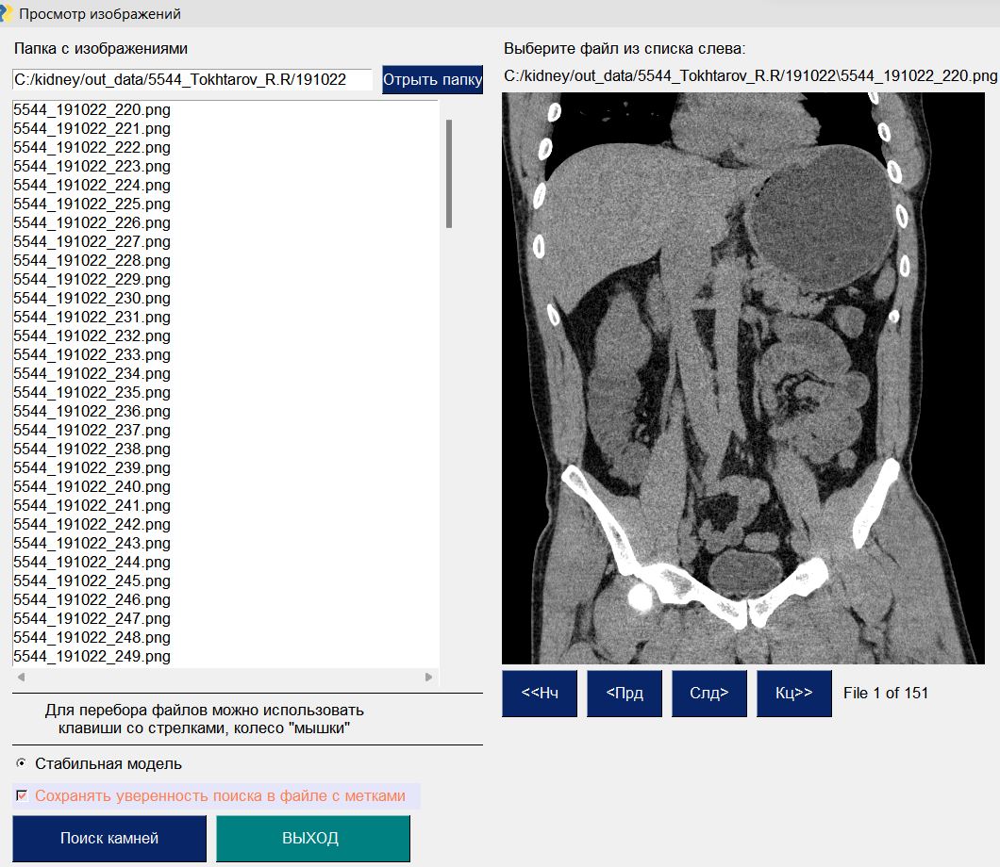 Просмотр изображений
Папка с изображениями
C:/kidney/out_data/5544_Tokhtarov_R.R/191022
Отрыть папку
5544_191022_220.png
5544_191022_221.png
5544_191022_222.png
5544_191022_223.png
5544_191022_224.png
5544_191022_225.png
5544_191022_226.png
5544_191022_227.png
5544_191022_228.png
5544_191022_229.png
5544_191022_230.png
5544_191022_231.png
5544_191022_232.png
5544_191022_233.png
5544_191022_234.png
5544_191022_235.png
5544_191022_236.png
5544_191022_237.png
5544_191022_238.png
5544_191022_239.png
5544_191022_240.png
5544_191022_241.png
5544_191022_242.png
5544_191022_243.png
5544_191022_244.png
5544_191022_245.png
5544_191022_246.png
5544_191022_247.png
5544_191022_248.png
5544_191022_249.png
Для перебора файлов можно использовать
клавиши со стрелками, колесо "мышки"
Стабильная модель
Сохранять уверенность поиска в файле с метками
Поиск камней
ВЫХОД
Выберите файл из списка слева:
C:/kidney/out_data/5544_Tokhtarov_R.R/191022\5544_191022_220.png
<<Нч
<Прд
Слд>
Кц>>
File 1 of 151